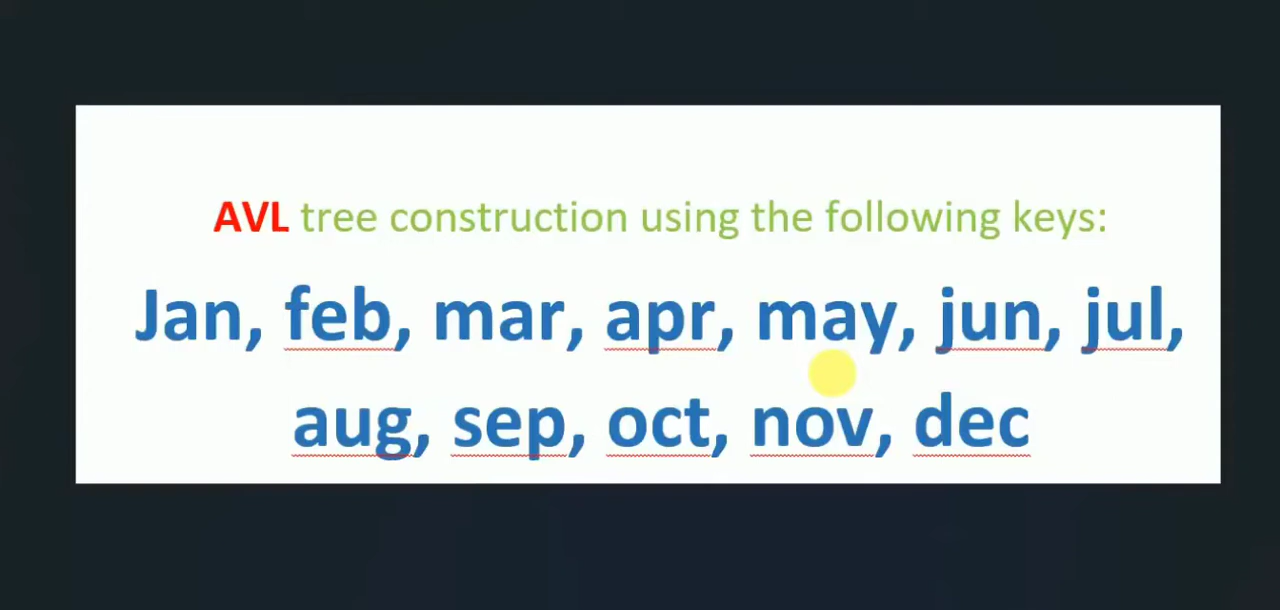 AVL tree construction using the following keys:
Jan, feb, mar, apr, may, jun, jul,
aug, sep, oct, nov, dec